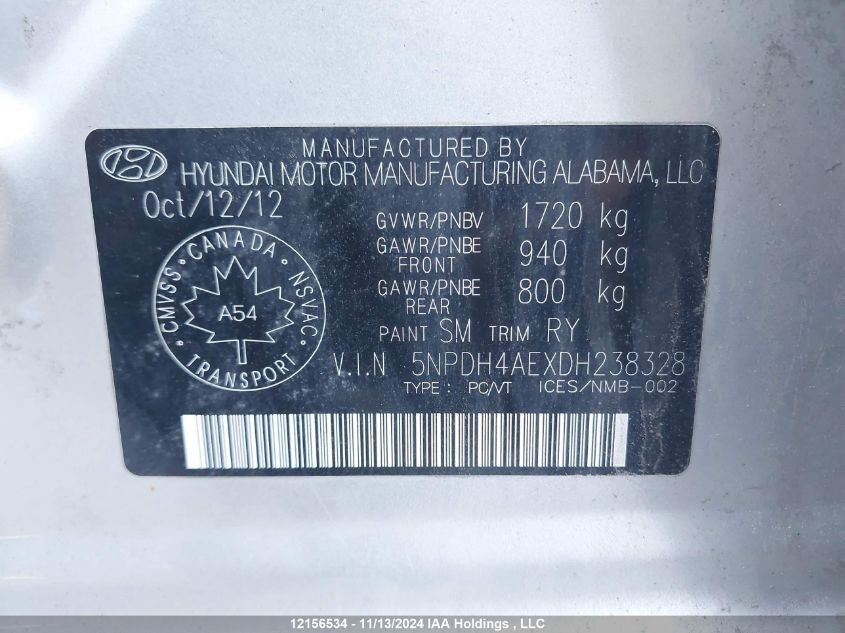 MANUFACTURED BY
HYUNDAI MOTOR MANUFACTURING ALABAMA, LLC
Oct/12/12
GVWR/PNBV 1720 kg
GAWR/PNBE FRONT 940 kg
GAWR/PNBE REAR 800 kg
CANADA
CMVSS NSVAC
A54
TRANSPORT
PAINT SM TRIM RY
V.I.N 5NPDH4AEXDH238328
TYPE : PC/VT ICES/NMB-002
12156534 - 11/13/2024 IAA Holdings , LLC